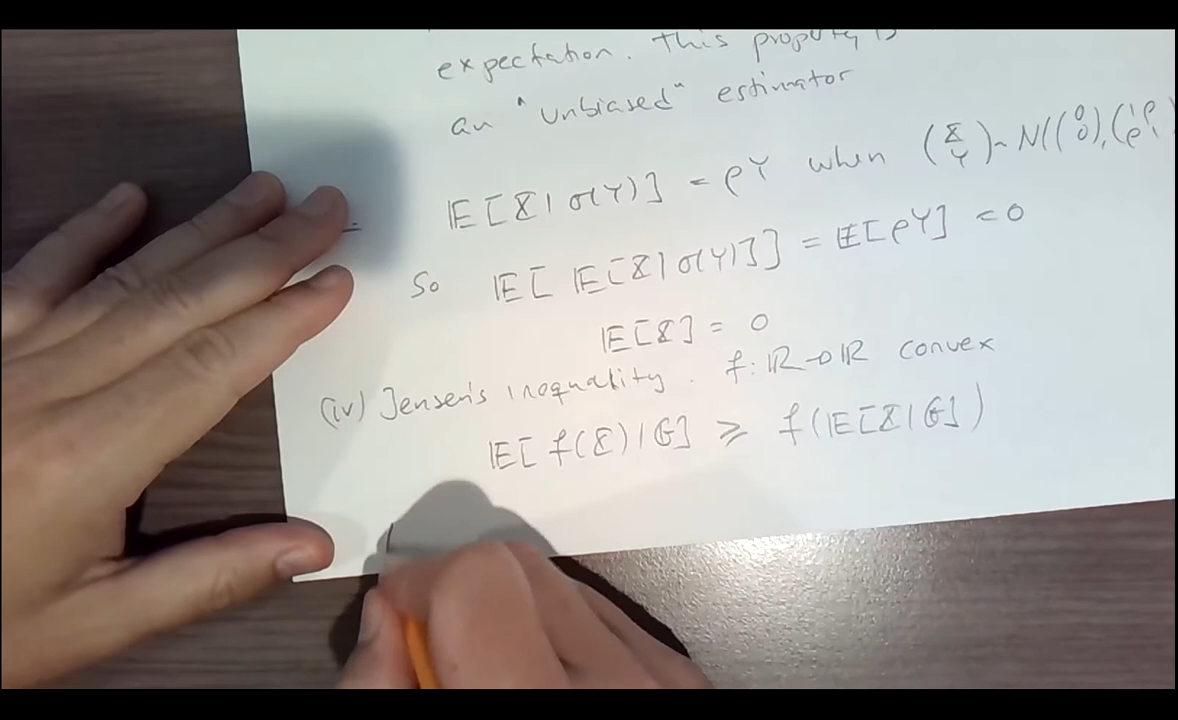 expectation. This property is
an "unbiased" estimator
𝔼[X|σ(Y)] = ρY when (X Y) ~ N((0 0), (1 ρ ρ 1
So 𝔼[𝔼[X|σ(Y)]] = 𝔼[ρY] = 0
𝔼[X] = 0
(iv) Jensen's inequality. f: ℝ → ℝ convex
𝔼[f(X)|G] ≥ f(𝔼[X|G])